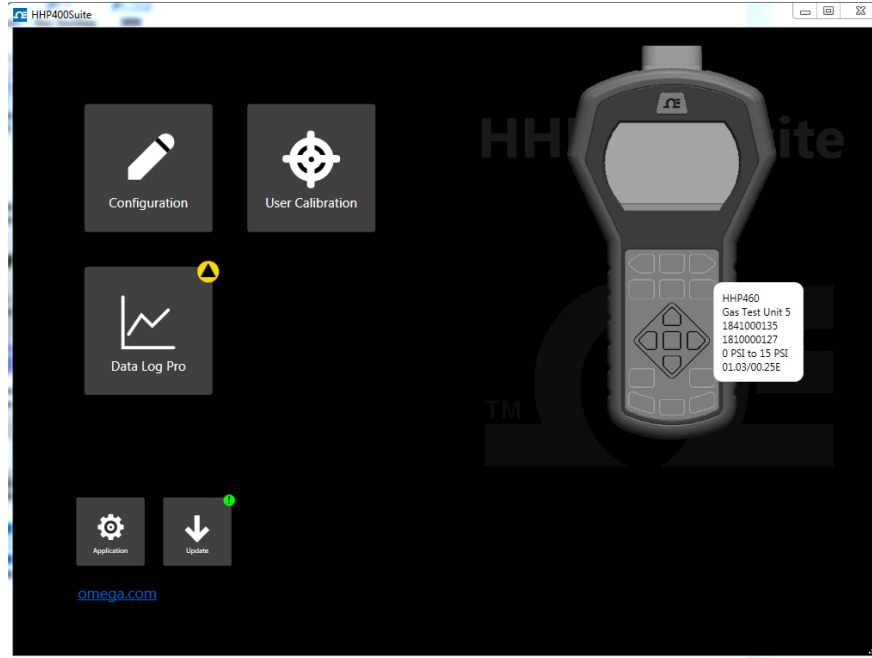 HHP400Suite
Configuration
User Calibration
Data Log Pro
HHP460
Gas Test Unit 5
1841000135
1810000127
0 PSI to 15 PSI
01.03/00.25E
TM
Application
Update
omega.com